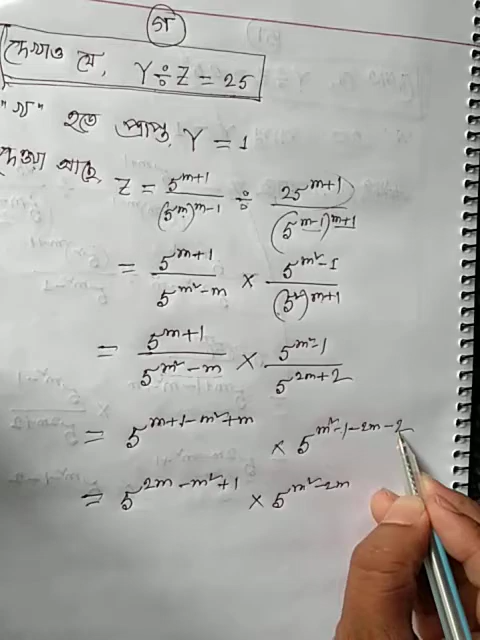 গ
দেখাও যে, Y÷Z = 25
"খ" হতে প্রাপ্ত, Y = 1
দেওয়া আছে, Z = 5^{m+1}/(5^m)^{m-1} ÷ 25^{m+1}/(5^{m-1})^{m+1}
= 5^{m+1}/5^{m²-m} × 5^{m²-1}/(5²)^{m+1}
= 5^{m+1}/5^{m²-m} × 5^{m²-1}/5^{2m+2}
= 5^{m+1-m²+m} × 5^{m²-1-2m-2}
= 5^{2m-m²+1} × 5^{m²-2m}